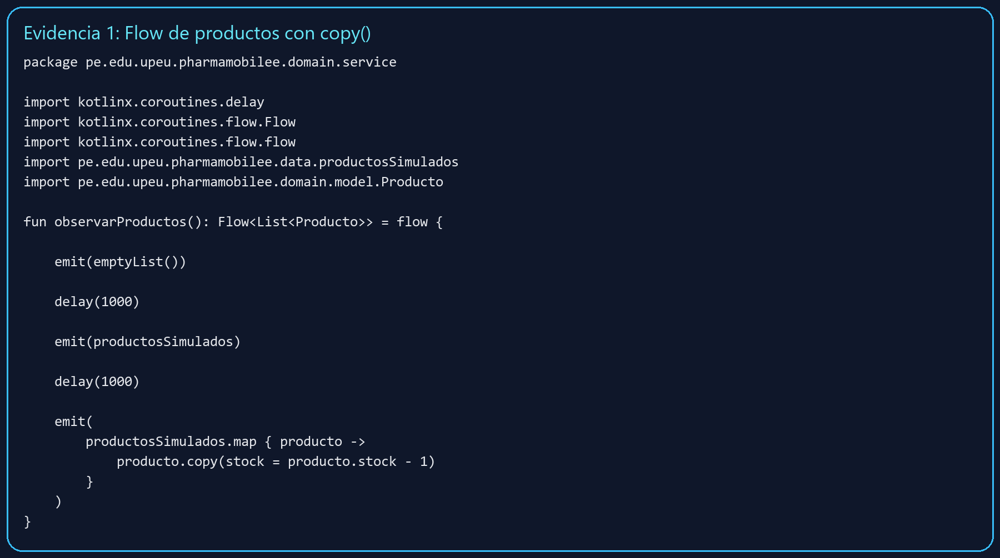 Evidencia 1: Flow de productos con copy()
package pe.edu.upeu.pharmamobilee.domain.service
import kotlinx.coroutines.delay
import kotlinx.coroutines.flow.Flow
import kotlinx.coroutines.flow.flow
import pe.edu.upeu.pharmamobilee.data.productosSimulados
import pe.edu.upeu.pharmamobilee.domain.model.Producto
fun observarProductos(): Flow<List<Producto>> = flow {
    emit(emptyList())
    delay(1000)
    emit(productosSimulados)
    delay(1000)
    emit(
        productosSimulados.map { producto ->
            producto.copy(stock = producto.stock - 1)
        }
    )
}